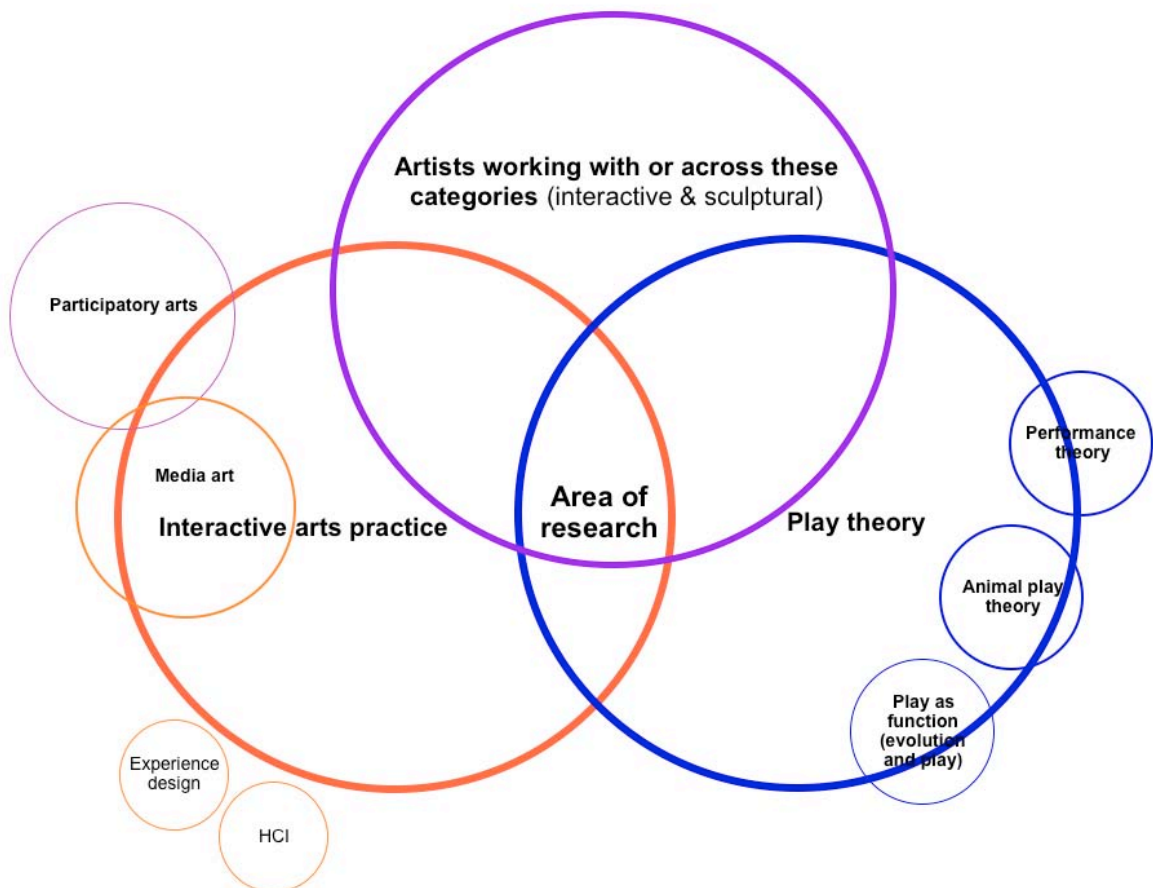 Artists working with or across these
categories (interactive & sculptural)
Participatory arts
Media art
Interactive arts practice
Area of
research
Play theory
Performance
theory
Animal play
theory
Play as
function
(evolution
and play)
Experience
design
HCI